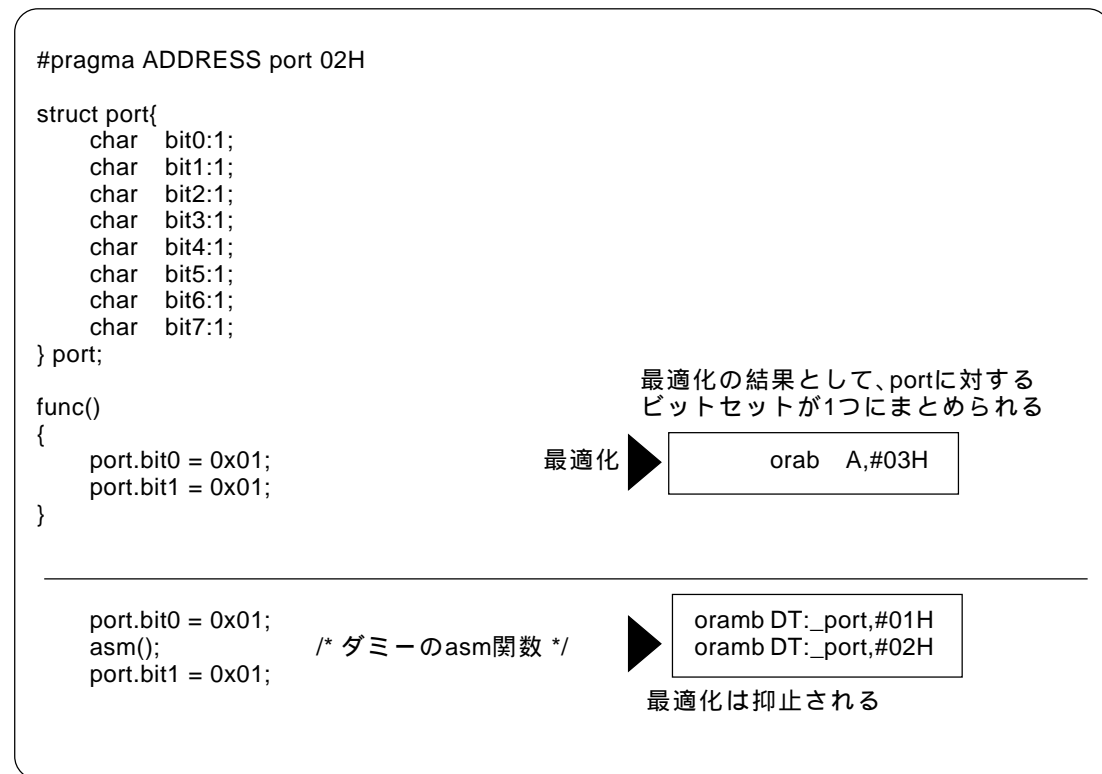 #pragma ADDRESS port 02H
struct port{
char bit0:1;
char bit1:1;
char bit2:1;
char bit3:1;
char bit4:1;
char bit5:1;
char bit6:1;
char bit7:1;
} port;
最適化の結果として、portに対する
ビットセットが1つにまとめられる
func()
{
port.bit0 = 0x01;
最適化
orab A,#03H
port.bit1 = 0x01;
}
port.bit0 = 0x01;
asm(); /* ダミーのasm関数 */
port.bit1 = 0x01;
oramb DT:_port,#01H
oramb DT:_port,#02H
最適化は抑止される